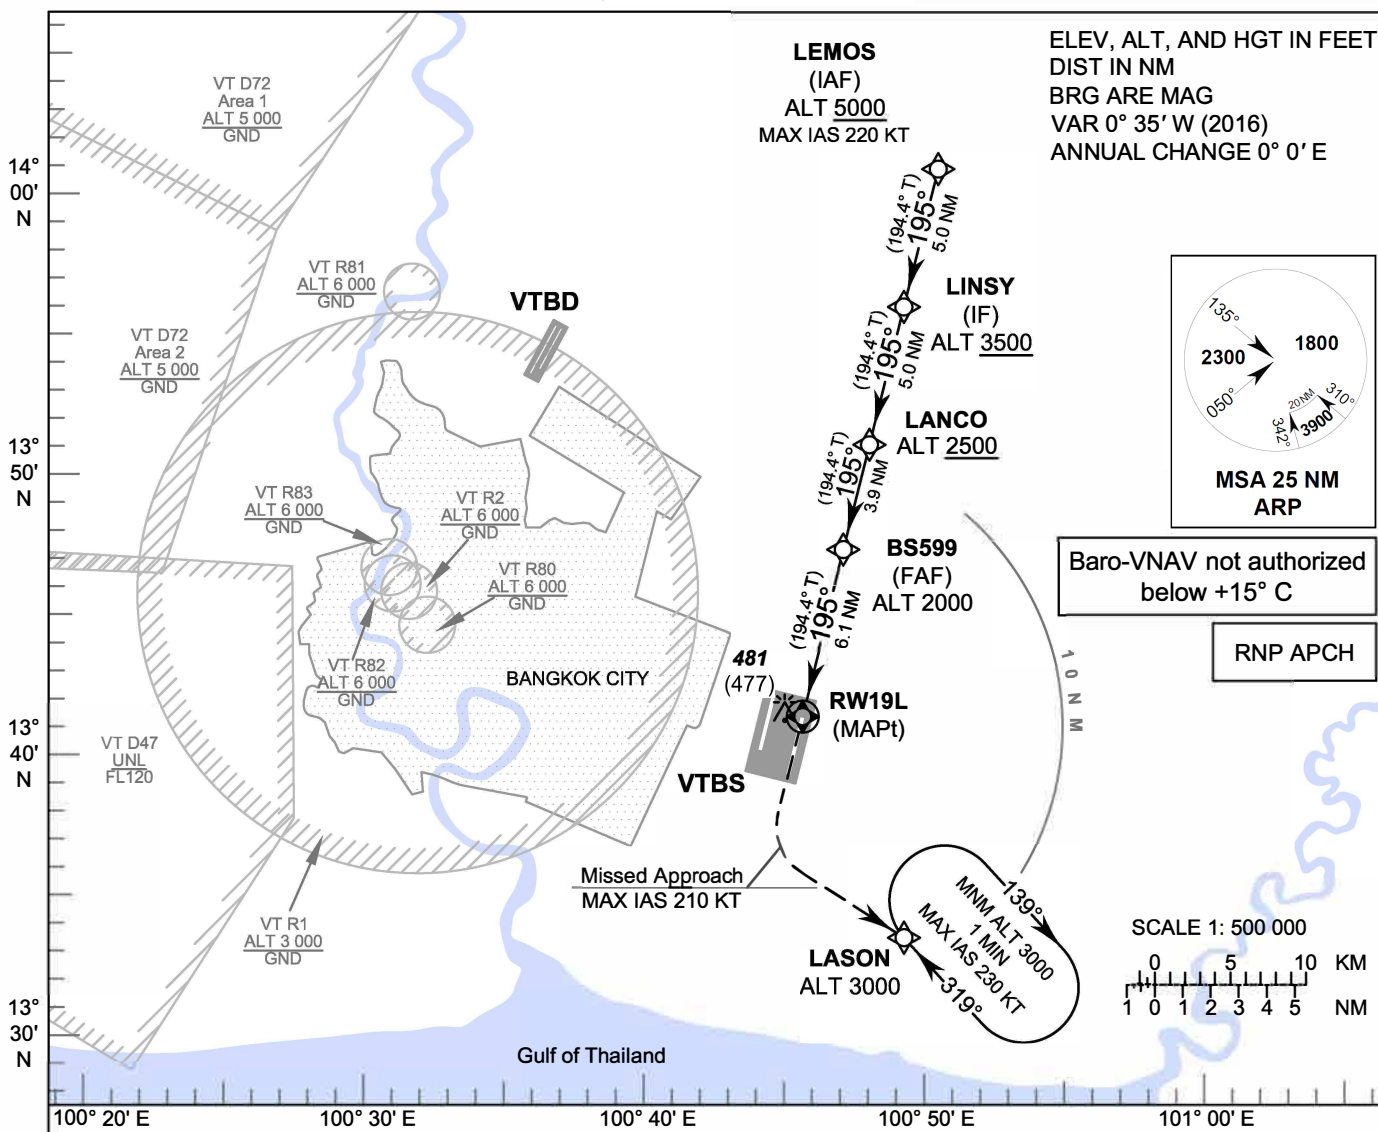 ELEV, ALT, AND HGT IN FEET
DIST IN NM
BRG ARE MAG
VAR 0° 35' W (2016)
ANNUAL CHANGE 0° 0' E
LEMOS
(IAF)
ALT 5000
MAX IAS 220 KT
VT D72
Area 1
ALT 5 000
GND
14°
00'
N
(194.4° T)
195°
5.0 NM
VT R81
ALT 6 000
GND
VTBD
LINSY
(IF)
ALT 3500
135°
2300
1800
050°
20 NM
310°
3900
342°
MSA 25 NM
ARP
VT D72
Area 2
ALT 5 000
GND
(194.4° T)
195°
5.0 NM
LANCO
ALT 2500
13°
50'
N
(194.4° T)
195°
3.9 NM
VT R83
ALT 6 000
GND
VT R2
ALT 6 000
GND
VT R80
ALT 6 000
GND
BS599
(FAF)
ALT 2000
Baro-VNAV not authorized
below +15° C
RNP APCH
(194.4° T)
195°
6.1 NM
10 NM
481
(477)
VT R82
ALT 6 000
GND
BANGKOK CITY
RW19L
(MAPt)
13°
40'
N
VT D47
UNL
FL120
VTBS
Missed Approach
MAX IAS 210 KT
VT R1
ALT 3 000
GND
139°
MNM ALT 3000
1 MIN
MAX IAS 230 KT
319°
LASON
ALT 3000
SCALE 1: 500 000
0 5 10 KM
1 0 1 2 3 4 5 NM
13°
30'
N
Gulf of Thailand
100° 20' E 100° 30' E 100° 40' E 100° 50' E 101° 00' E